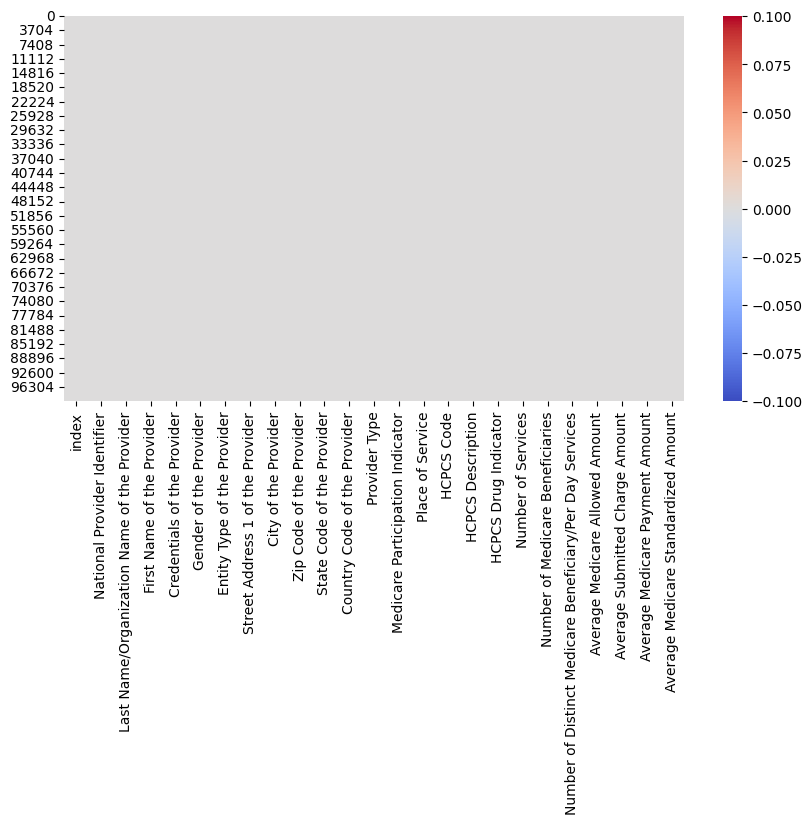 0
3704
7408
11112
14816
18520
22224
25928
29632
33336
37040
40744
44448
48152
51856
55560
59264
62968
66672
70376
74080
77784
81488
85192
88896
92600
96304
index
National Provider Identifier
Last Name/Organization Name of the Provider
First Name of the Provider
Credentials of the Provider
Gender of the Provider
Entity Type of the Provider
Street Address 1 of the Provider
City of the Provider
Zip Code of the Provider
State Code of the Provider
Country Code of the Provider
Provider Type
Medicare Participation Indicator
Place of Service
HCPCS Code
HCPCS Description
HCPCS Drug Indicator
Number of Services
Number of Medicare Beneficiaries
Number of Distinct Medicare Beneficiary/Per Day Services
Average Medicare Allowed Amount
Average Submitted Charge Amount
Average Medicare Payment Amount
Average Medicare Standardized Amount
0.100
0.075
0.050
0.025
0.000
−0.025
−0.050
−0.075
−0.100